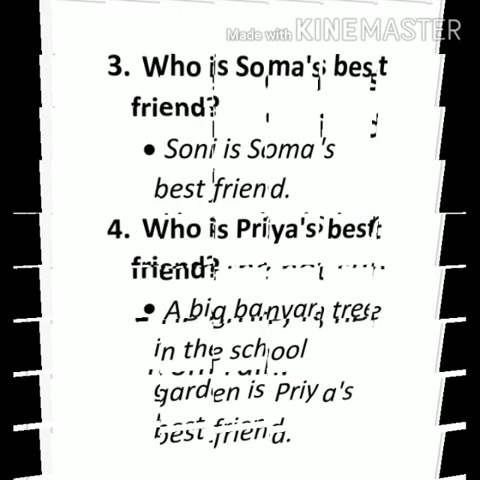 Made with KINEMASTER
3. Who is Soma's best
friend?
• Soni is Soma's
best friend.
4. Who is Priya's best
friend?
• A big banyan tree
in the school
garden is Priya's
best friend.